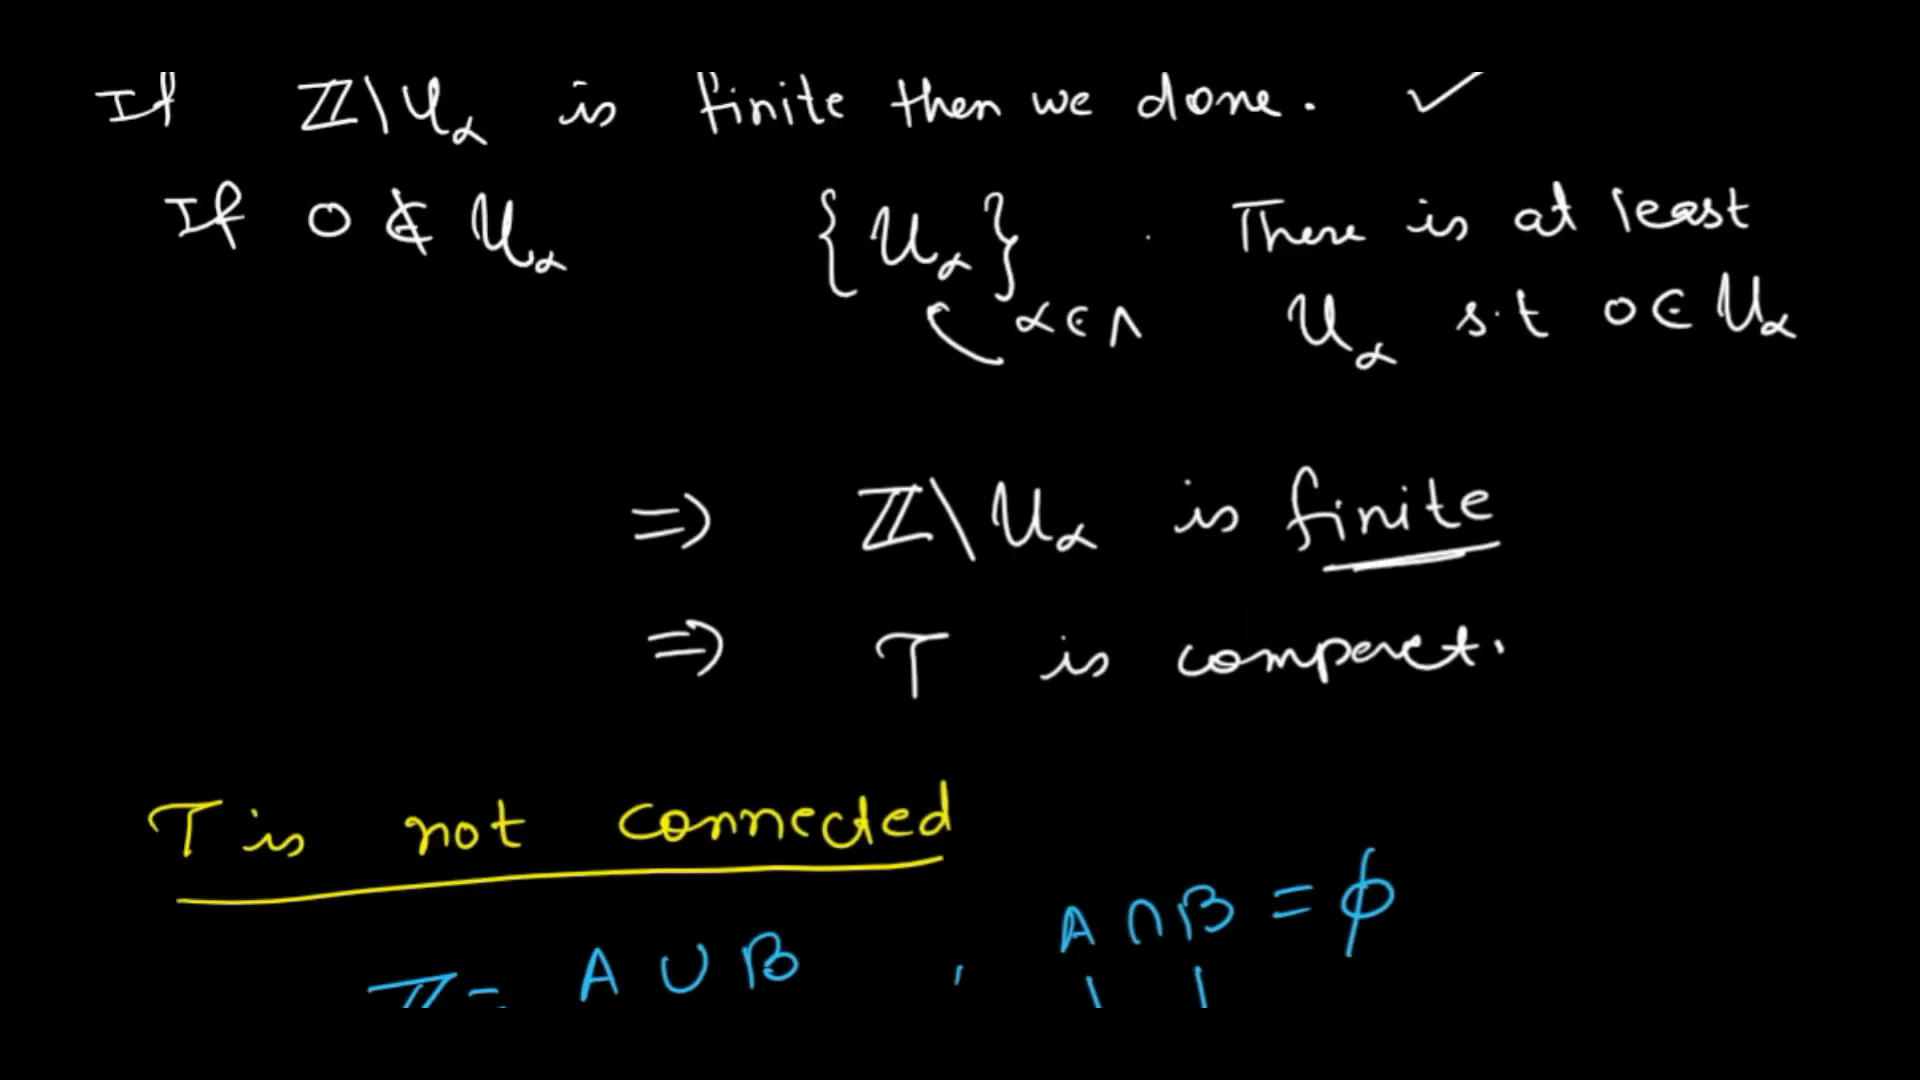 If ℤ\U_α is finite then we done. ✓
If 0 ∉ U_α {U_α}_{α∈Λ} . There is at least
U_α s.t 0 ∈ U_α
⇒ ℤ\U_α is finite
⇒ T is compact.
T is not connected
ℤ = A ∪ B , A ∩ B = ϕ